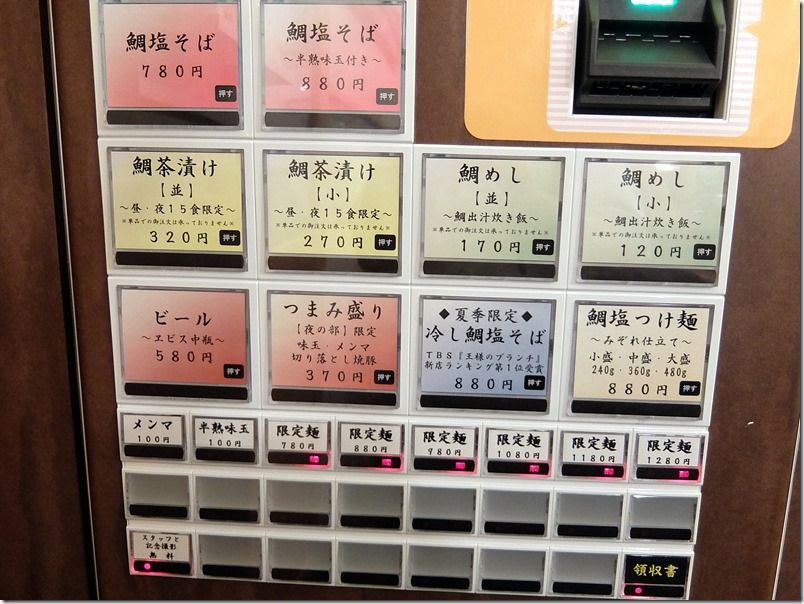 鯛塩そば
780円
押す
鯛塩そば
～半熟味玉付き～
880円
押す
鯛茶漬け
【並】
～昼・夜15食限定～
※単品での御注文は承っておりません※
320円
押す
鯛茶漬け
【小】
～昼・夜15食限定～
※単品での御注文は承っておりません※
270円
押す
鯛めし
【並】
～鯛出汁炊き飯～
※単品での御注文は承っておりません※
170円
押す
鯛めし
【小】
～鯛出汁炊き飯～
※単品での御注文は承っておりません※
120円
押す
ビール
～ヱビス中瓶～
580円
押す
つまみ盛り
【夜の部】限定
味玉・メンマ
切り落とし焼豚
370円
押す
◆夏季限定◆
冷し鯛塩そば
TBS『王様のブランチ』
新店ランキング第1位受賞
880円
押す
鯛塩つけ麺
～みぞれ仕立て～
小盛・中盛・大盛
240g・360g・480g
880円
押す
メンマ
100円
半熟味玉
100円
限定麺
780円
限定麺
880円
限定麺
980円
限定麺
1080円
限定麺
1180円
限定麺
1280円
スタッフと
記念撮影
無料
領収書